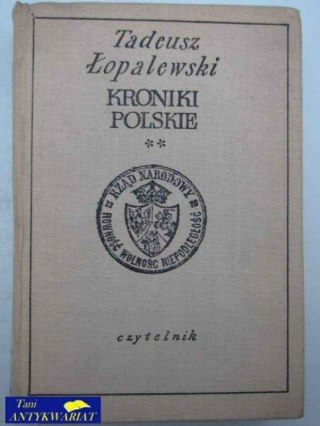 Tadeusz
Łopalewski
KRONIKI
POLSKIE
**
RZĄD NARODOWY
RÓWNOŚĆ WOLNOŚĆ NIEPODLEGŁOŚĆ
czytelnik
Tani
ANTYKWARIAT